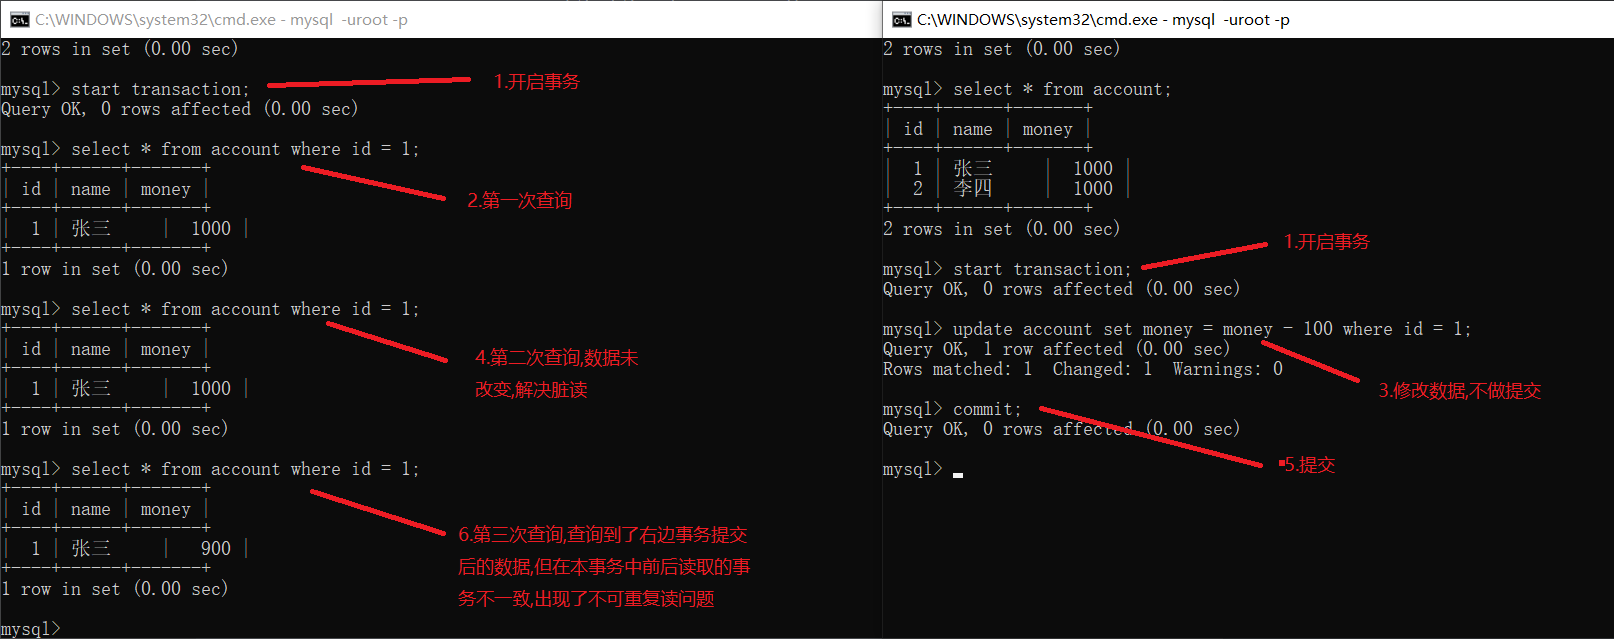 C:\WINDOWS\system32\cmd.exe - mysql  -uroot -p
2 rows in set (0.00 sec)
mysql> start transaction;
1.开启事务
Query OK, 0 rows affected (0.00 sec)
mysql> select * from account where id = 1;
+----+------+-------+
| id | name | money |
+----+------+-------+
2.第一次查询
|  1 | 张三     |  1000 |
+----+------+-------+
1 row in set (0.00 sec)
mysql> select * from account where id = 1;
+----+------+-------+
| id | name | money |
+----+------+-------+
4.第二次查询,数据未
改变,解决脏读
|  1 | 张三     |  1000 |
+----+------+-------+
1 row in set (0.00 sec)
mysql> select * from account where id = 1;
+----+------+-------+
| id | name | money |
+----+------+-------+
|  1 | 张三     |   900 |
+----+------+-------+
6.第三次查询,查询到了右边事务提交
后的数据,但在本事务中前后读取的事
务不一致,出现了不可重复读问题
1 row in set (0.00 sec)
mysql>
C:\WINDOWS\system32\cmd.exe - mysql  -uroot -p
2 rows in set (0.00 sec)
mysql> select * from account;
+----+------+-------+
| id | name | money |
+----+------+-------+
|  1 | 张三     |  1000 |
|  2 | 李四     |  1000 |
+----+------+-------+
2 rows in set (0.00 sec)
1.开启事务
mysql> start transaction;
Query OK, 0 rows affected (0.00 sec)
mysql> update account set money = money - 100 where id = 1;
Query OK, 1 row affected (0.00 sec)
Rows matched: 1  Changed: 1  Warnings: 0
3.修改数据,不做提交
mysql> commit;
Query OK, 0 rows affected (0.00 sec)
5.提交
mysql>